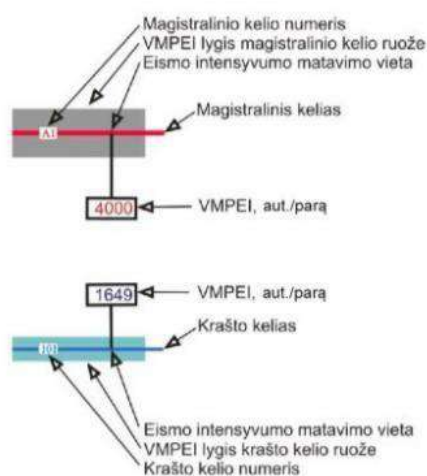 Magistralinio kelio numeris
VMPEI lygis magistralinio kelio ruože
Eismo intensyvumo matavimo vieta
A1
Magistralinis kelias
4000
VMPEI, aut./parą
1649
VMPEI, aut./parą
Krašto kelias
101
Eismo intensyvumo matavimo vieta
VMPEI lygis krašto kelio ruože
Krašto kelio numeris